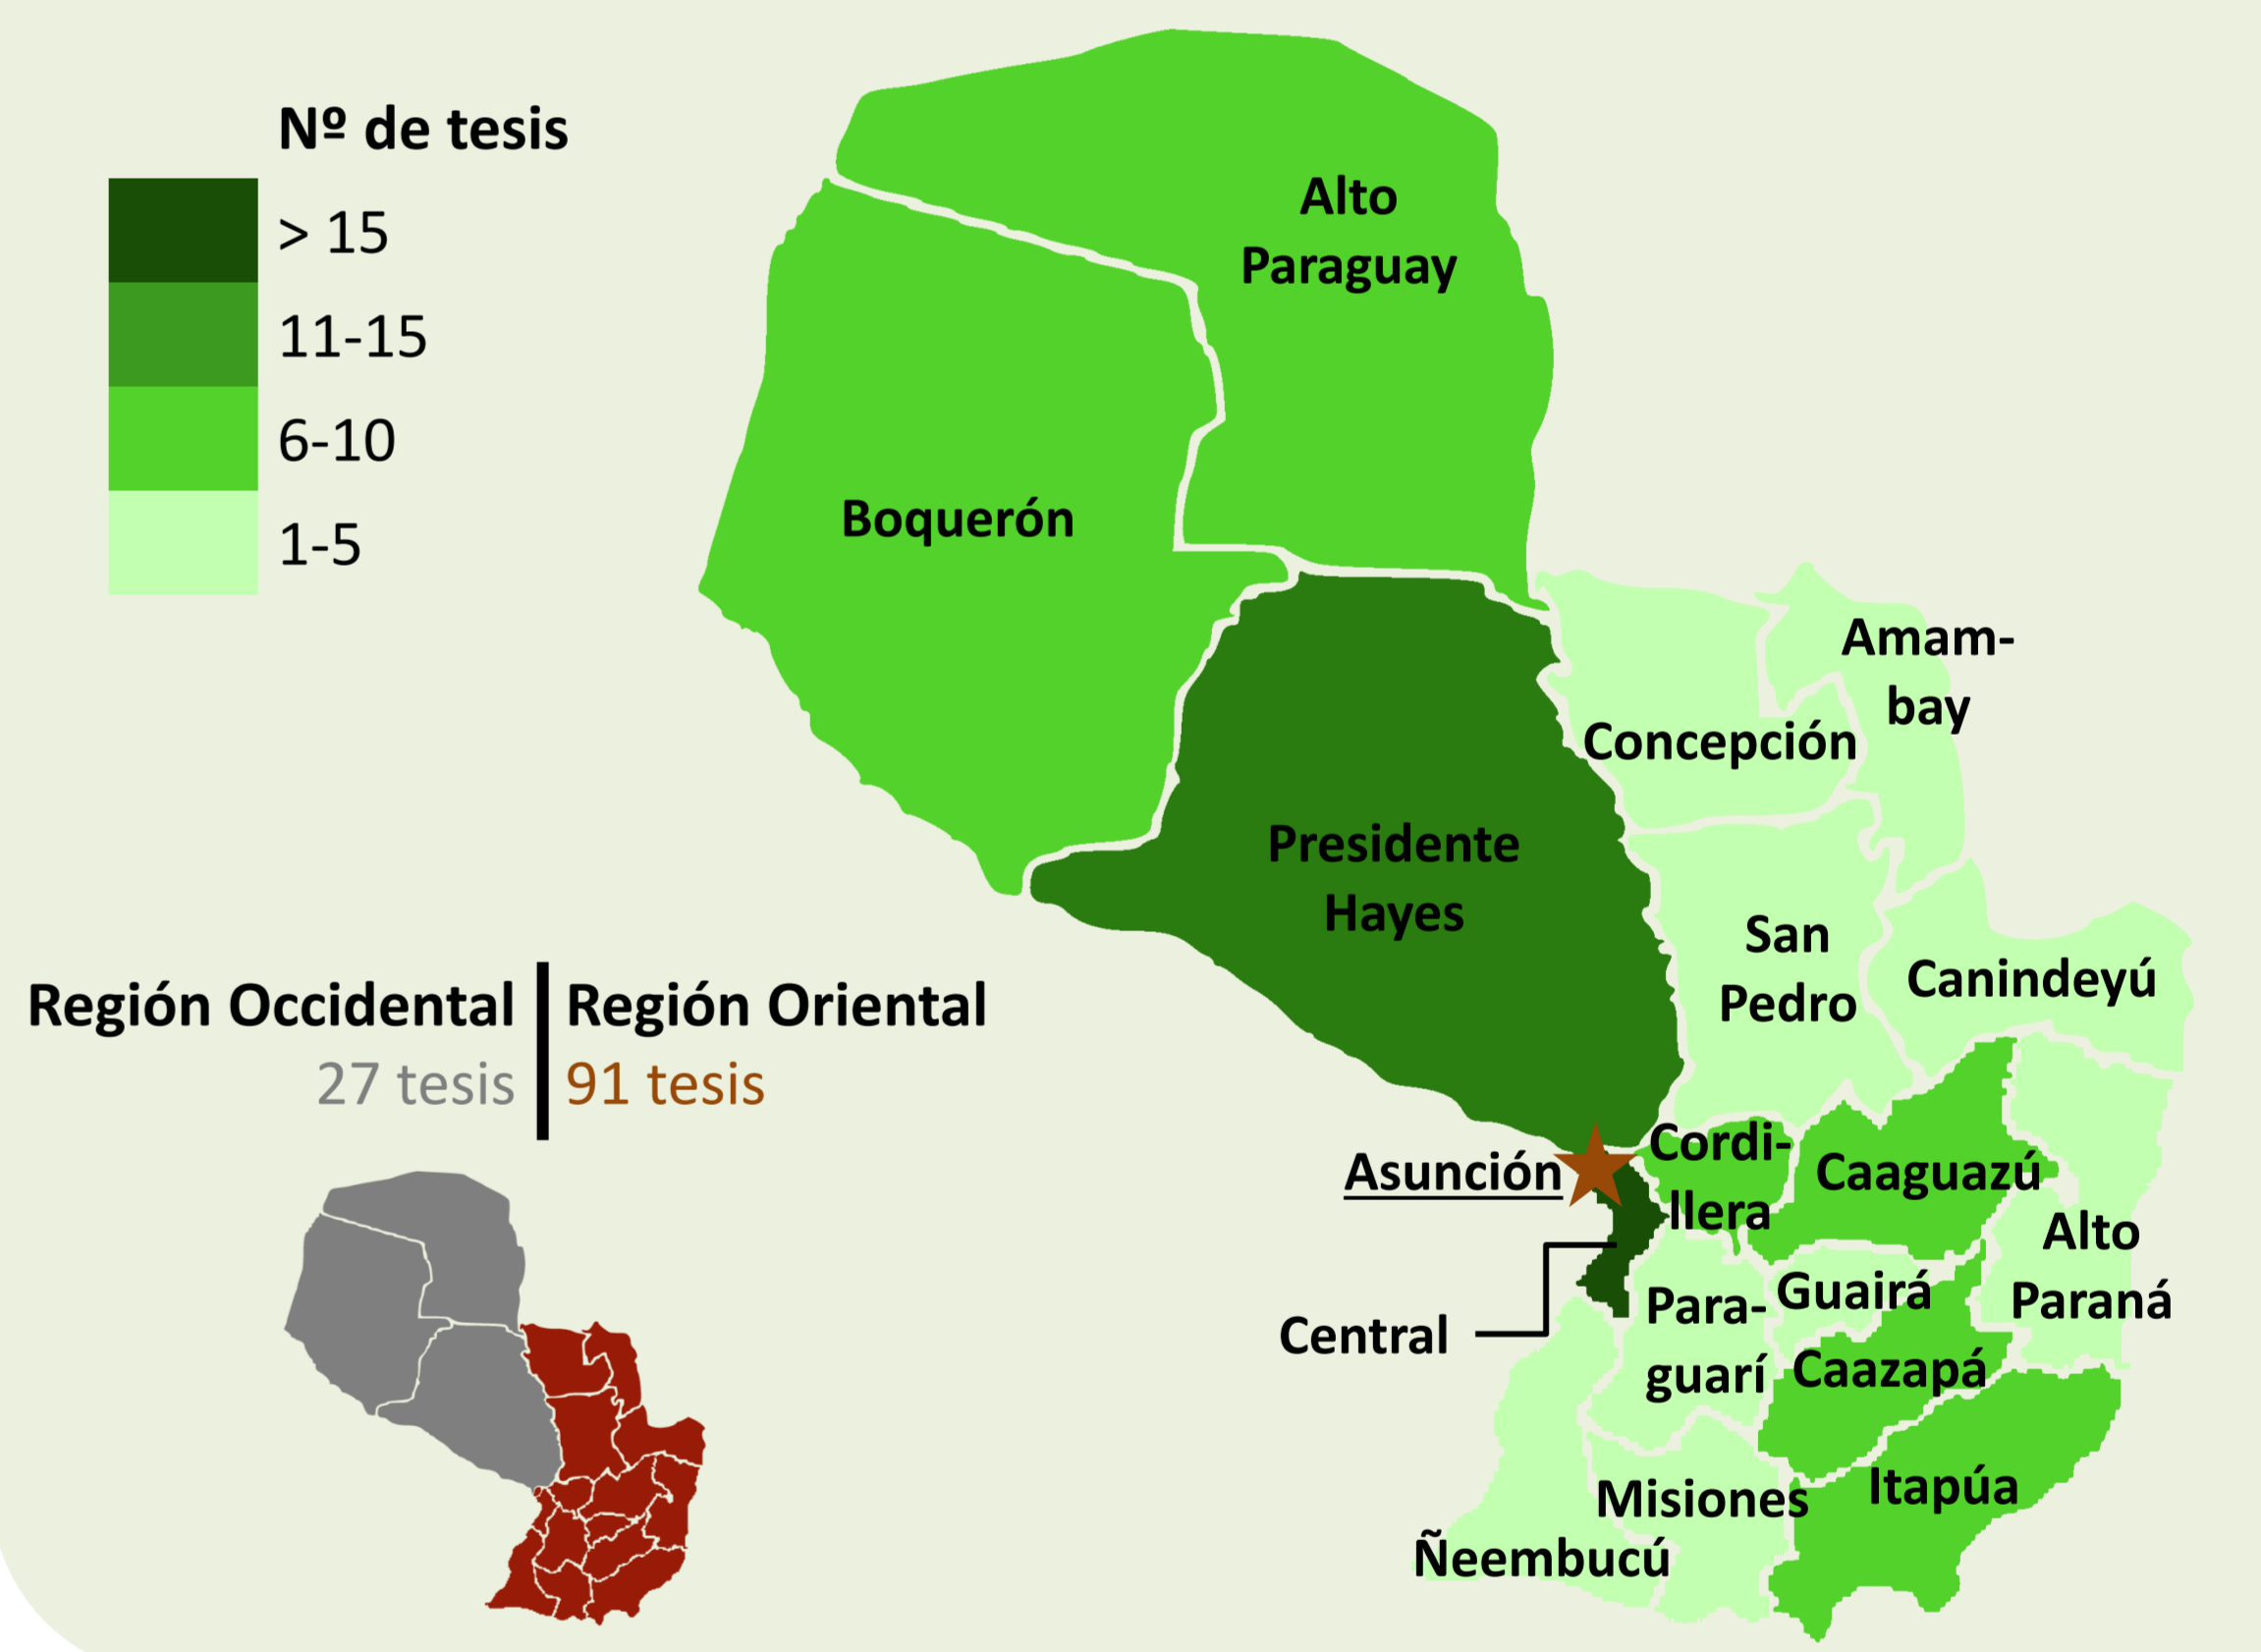 Nº de tesis
> 15
11-15
6-10
1-5
Alto
Paraguay
Boquerón
Amam-
bay
Concepción
Presidente
Hayes
San
Pedro
Canindeyú
Región Occidental
27 tesis
Región Oriental
91 tesis
Asunción
Cordi-
llera
Caaguazú
Alto
Paraná
Central
Para-
guarí
Guairá
Caazapá
Misiones
Itapúa
Ñeembucú